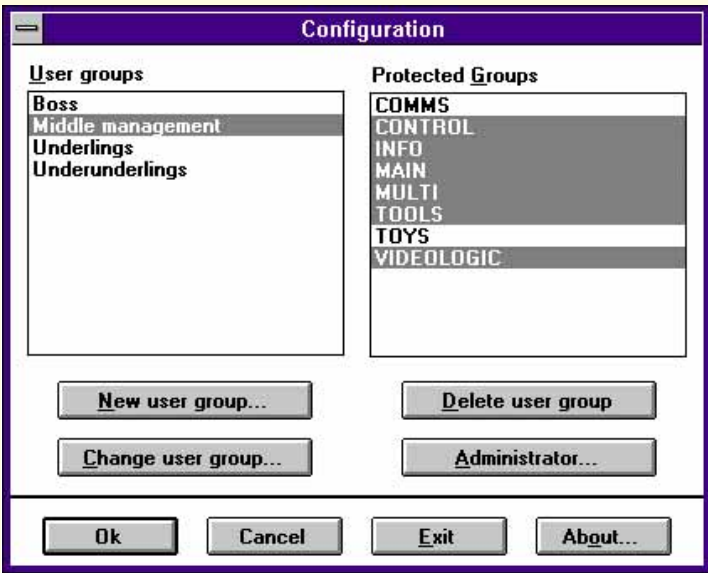 Configuration
User groups
Boss
Middle management
Underlings
Underunderlings
Protected Groups
COMMS
CONTROL
INFO
MAIN
MULTI
TOOLS
TOYS
VIDEOLOGIC
New user group...
Delete user group
Change user group...
Administrator...
Ok
Cancel
Exit
About...